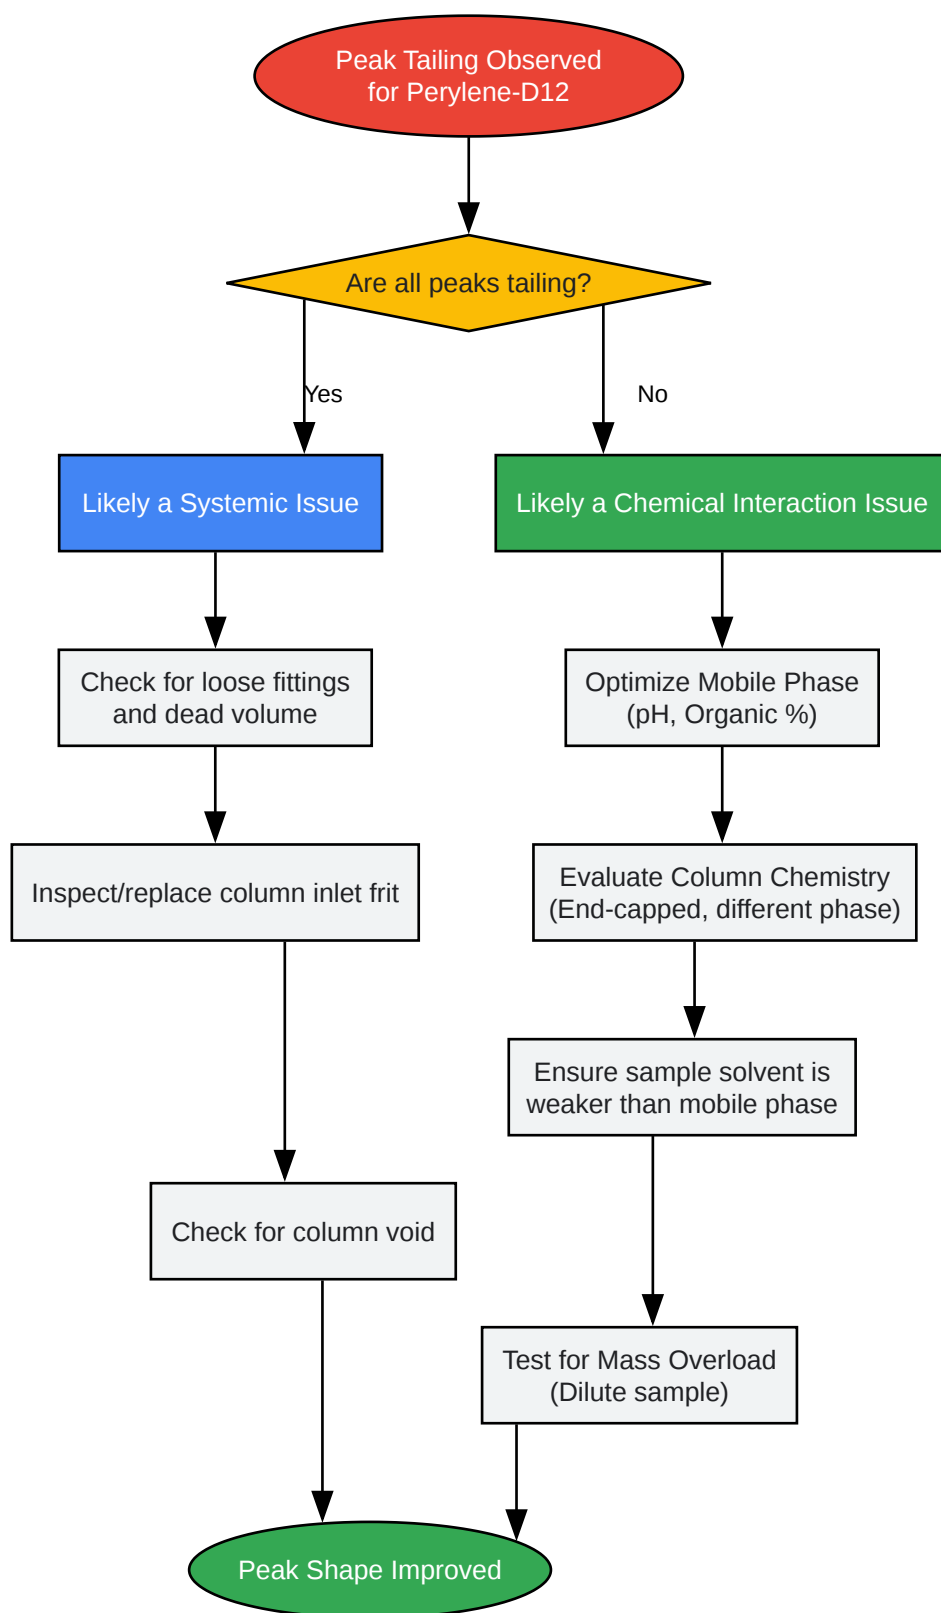 Peak Tailing Observed
for Perylene-D12
Are all peaks tailing?
Yes
No
Likely a Systemic Issue
Likely a Chemical Interaction Issue
Check for loose fittings
and dead volume
Optimize Mobile Phase
(pH, Organic %)
Inspect/replace column inlet frit
Evaluate Column Chemistry
(End-capped, different phase)
Ensure sample solvent is
weaker than mobile phase
Check for column void
Test for Mass Overload
(Dilute sample)
Peak Shape Improved